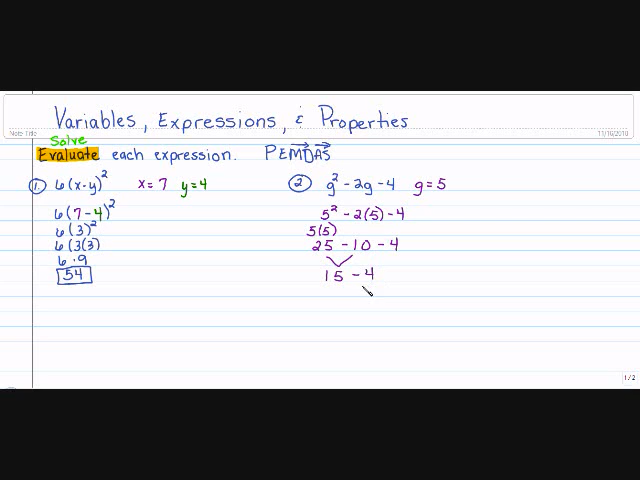 Variables, Expressions, & Properties
Note Title
11/16/2010
Solve
Evaluate each expression. PEMDAS
1. 6(x-y)² x=7 y=4
6(7-4)²
6(3)²
6(3(3)
6·9
54
2 g²-2g-4 g=5
5²-2(5)-4
5(5)
25-10-4
15-4
1/2